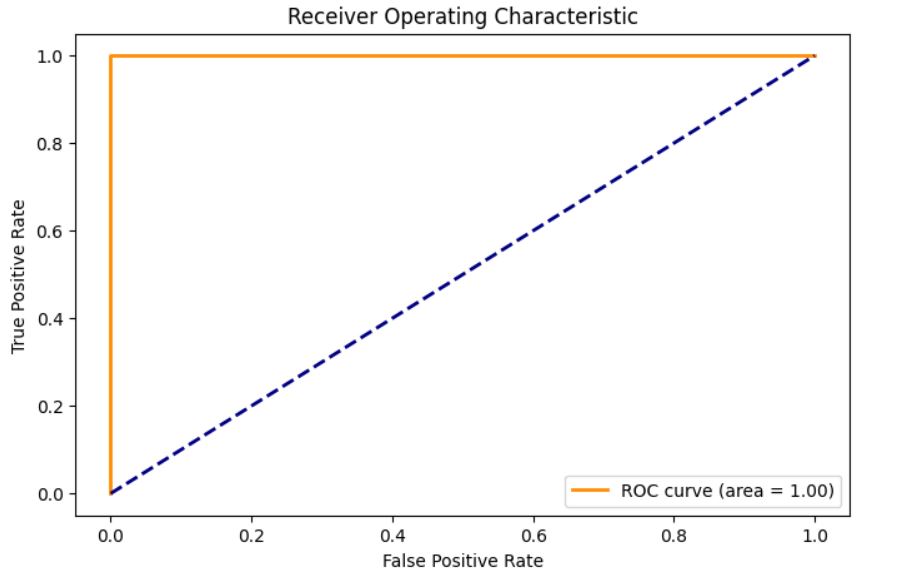 Receiver Operating Characteristic
1.0
0.8
0.6
0.4
0.2
0.0
True Positive Rate
ROC curve (area = 1.00)
0.0 0.2 0.4 0.6 0.8 1.0
False Positive Rate